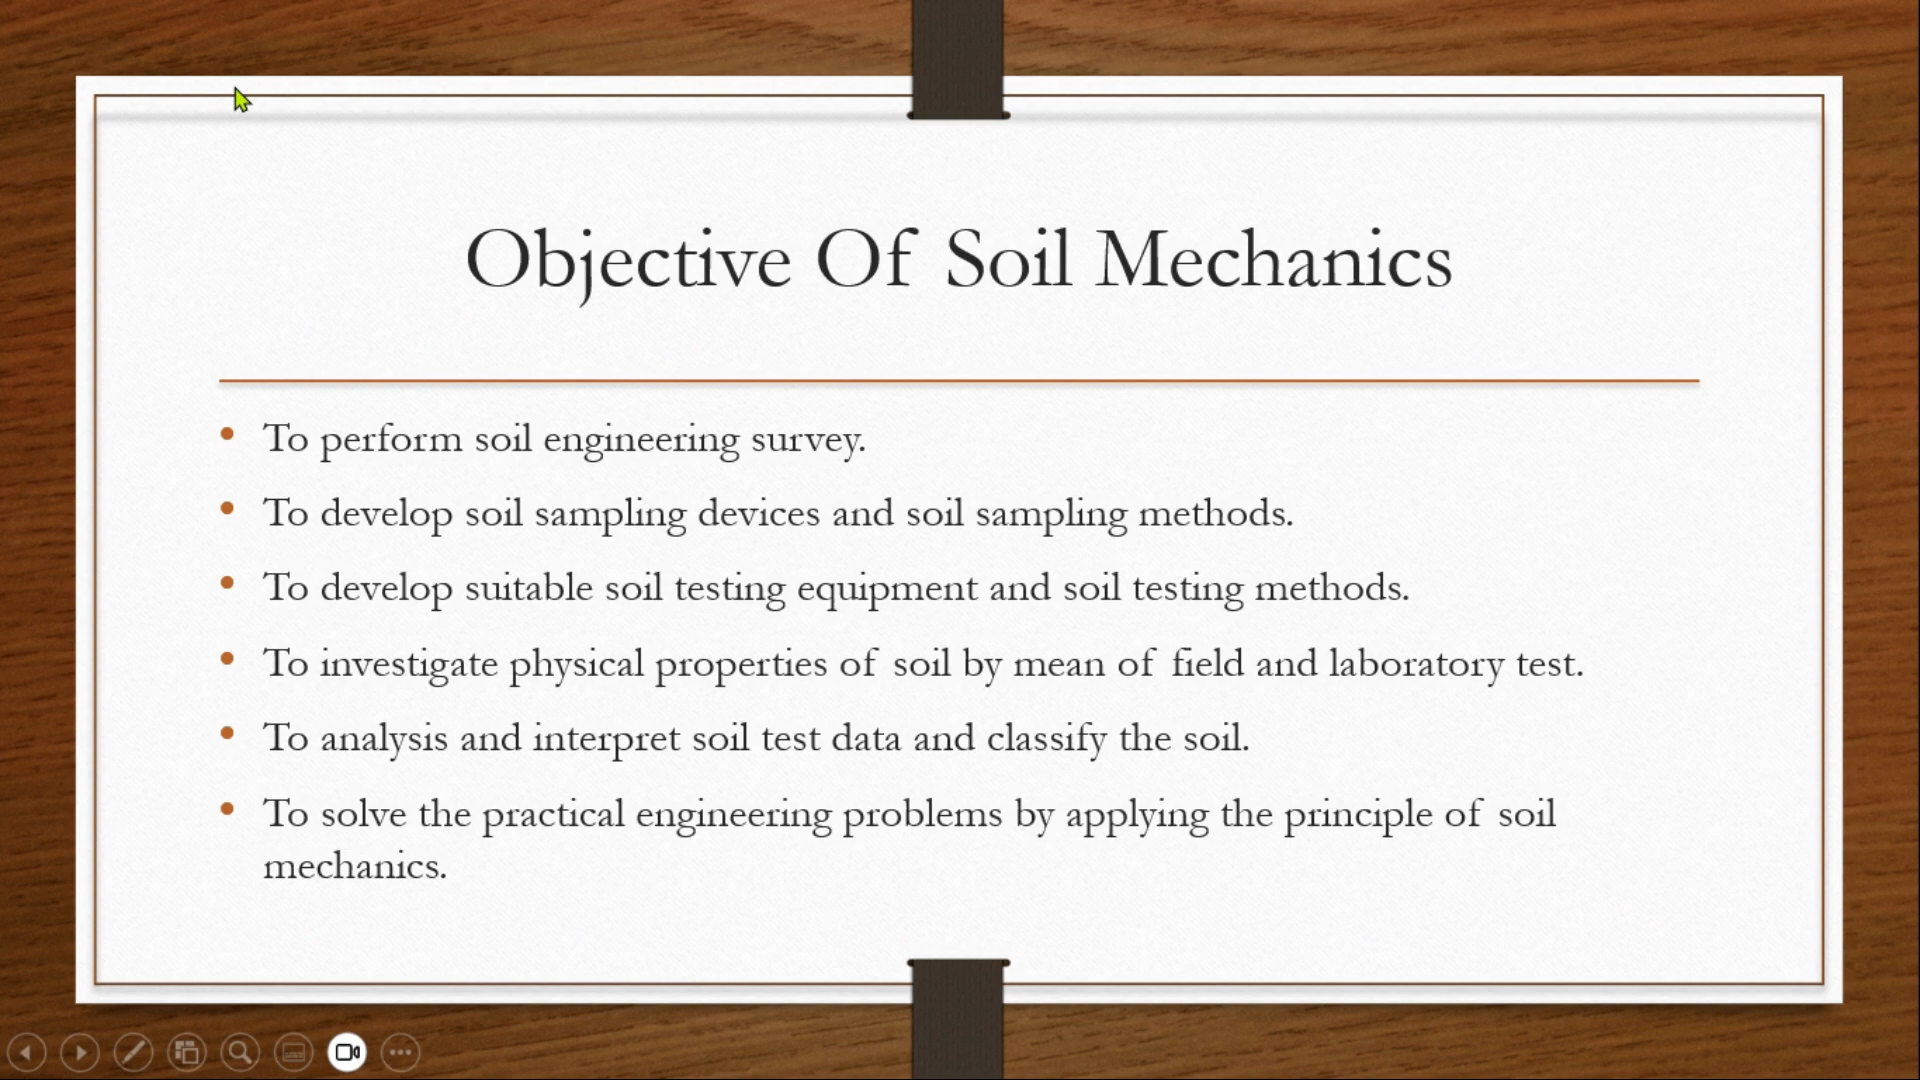 Objective Of Soil Mechanics
To perform soil engineering survey.
To develop soil sampling devices and soil sampling methods.
To develop suitable soil testing equipment and soil testing methods.
To investigate physical properties of soil by mean of field and laboratory test.
To analysis and interpret soil test data and classify the soil.
To solve the practical engineering problems by applying the principle of soil
mechanics.